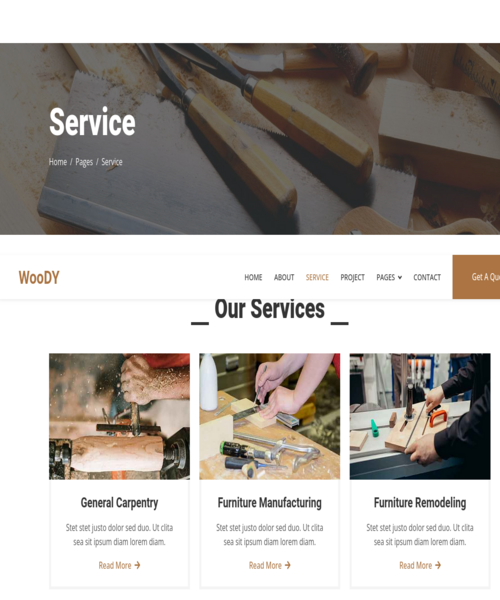 Service
Home / Pages / Service
WooDY
HOME ABOUT SERVICE PROJECT PAGES CONTACT
Get A Quo
Our Services
General Carpentry
Stet stet justo dolor sed duo. Ut clita
sea sit ipsum diam lorem diam.
Read More →
Furniture Manufacturing
Stet stet justo dolor sed duo. Ut clita
sea sit ipsum diam lorem diam.
Read More →
Furniture Remodeling
Stet stet justo dolor sed duo. Ut clita
sea sit ipsum diam lorem diam.
Read More →